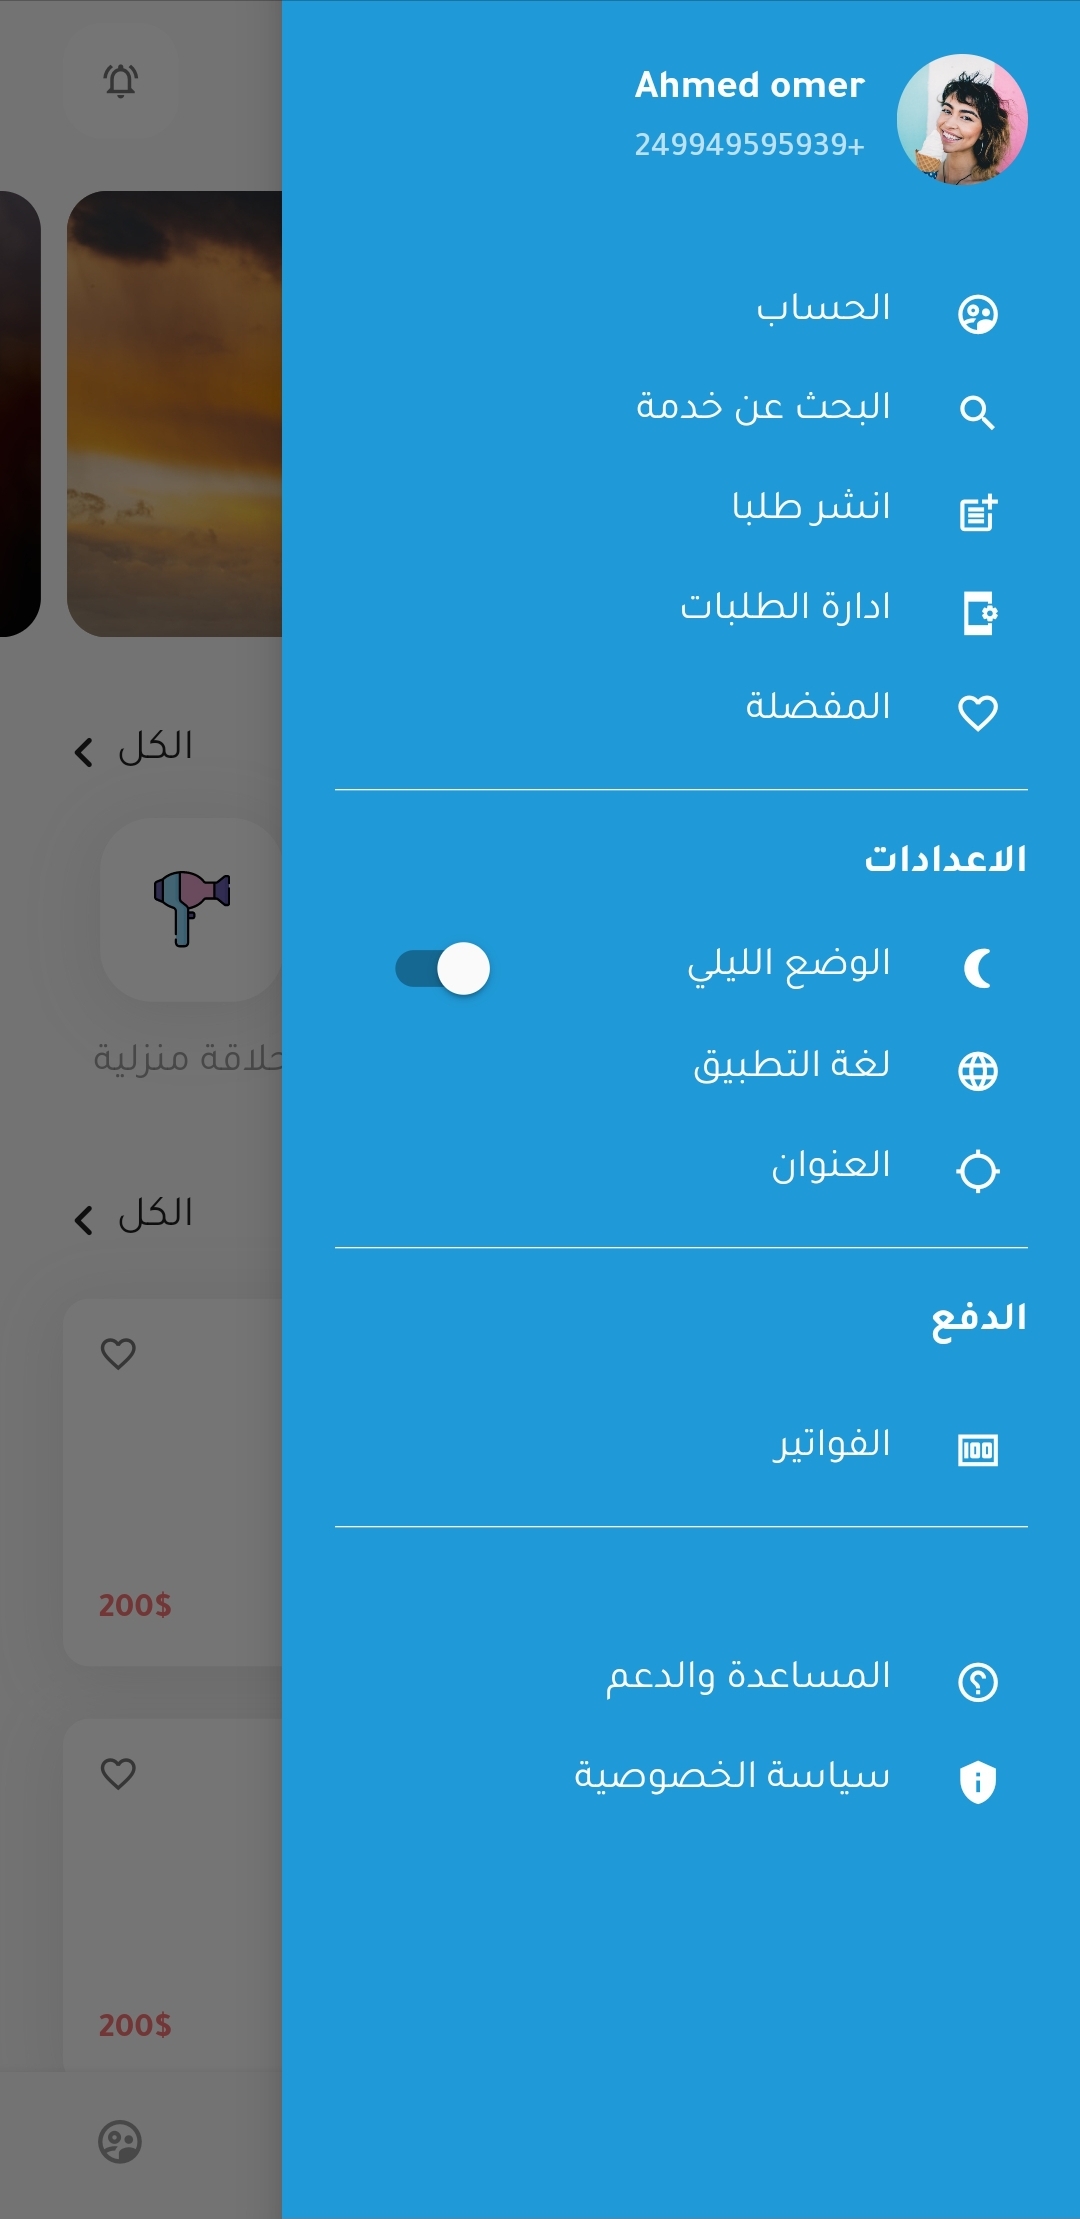 Ahmed omer
249949595939+
الحساب
البحث عن خدمة
انشر طلبا
ادارة الطلبات
المفضلة
الاعدادات
الوضع الليلي
لغة التطبيق
العنوان
الدفع
الفواتير
المساعدة والدعم
سياسة الخصوصية
الكل
حلاقة منزلية
الكل
200$
200$